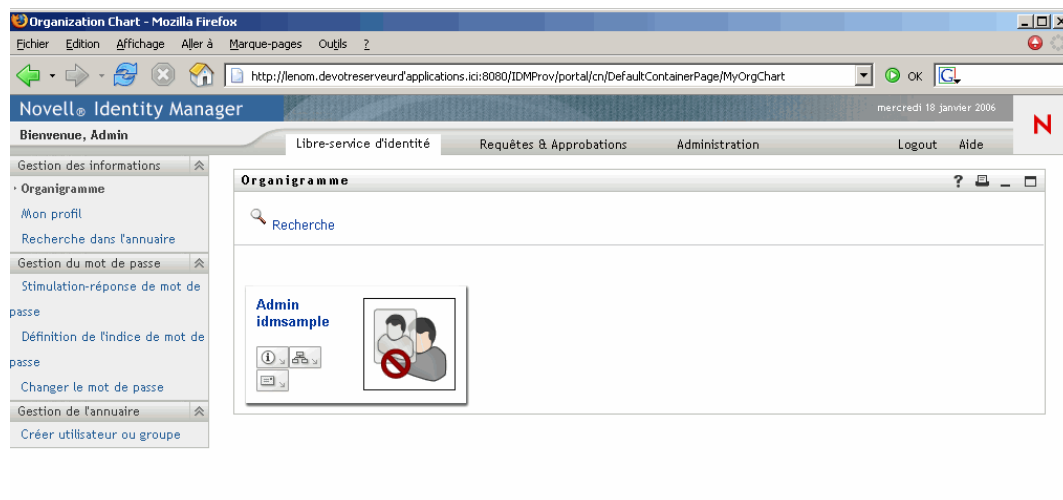 Organization Chart - Mozilla Firefox
Fichier Edition Affichage Aller à Marque-pages Outils ?
http://lenom.devotreserveurd'applications.ici:8080/IDMProv/portal/cn/DefaultContainerPage/MyOrgChart OK G
Novell® Identity Manager mercredi 18 janvier 2006
N
Bienvenue, Admin
Libre-service d'identité Requêtes & Approbations Administration Logout Aide
Gestion des informations
Organigramme
Mon profil
Recherche dans l'annuaire
Gestion du mot de passe
Stimulation-réponse de mot de
passe
Définition de l'indice de mot de
passe
Changer le mot de passe
Gestion de l'annuaire
Créer utilisateur ou groupe
Organigramme ?
Recherche
Admin
idmsample